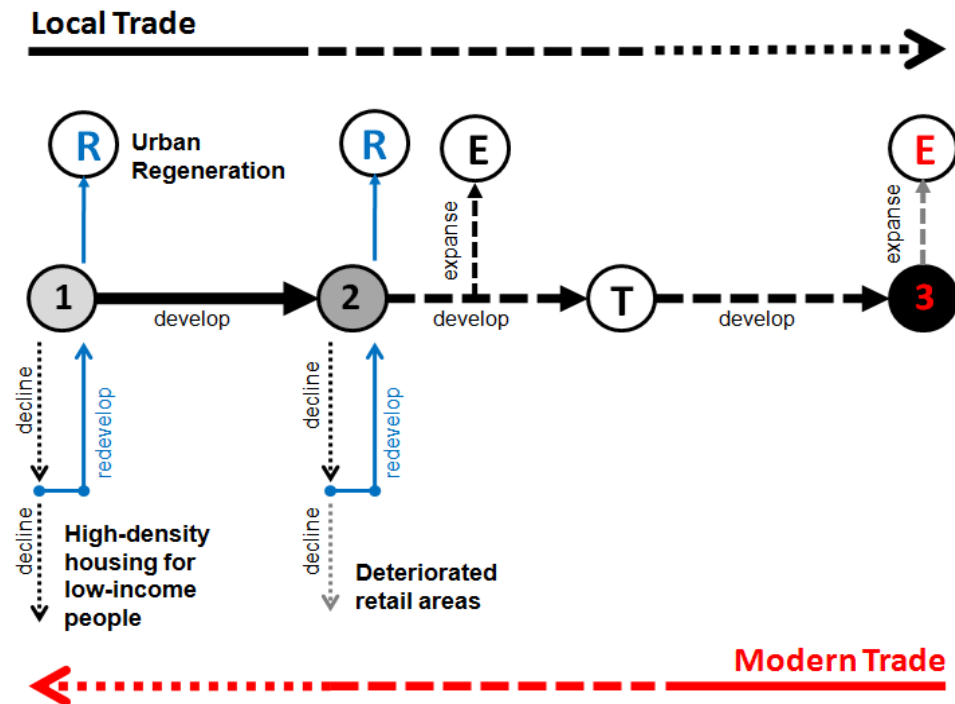 Local Trade
R
Urban
Regeneration
R
E
E
expanse
expanse
1
2
T
3
develop
develop
develop
decline
redevelop
decline
redevelop
decline
High-density
housing for
low-income
people
decline
Deteriorated
retail areas
Modern Trade